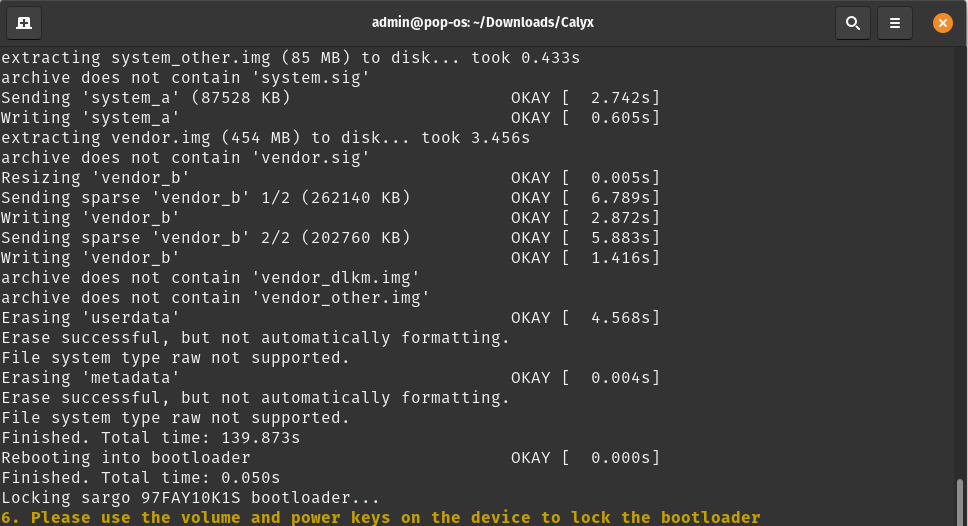 admin@pop-os: ~/Downloads/Calyx
extracting system_other.img (85 MB) to disk... took 0.433s
archive does not contain 'system.sig'
Sending 'system_a' (87528 KB)                      OKAY [  2.742s]
Writing 'system_a'                                 OKAY [  0.605s]
extracting vendor.img (454 MB) to disk... took 3.456s
archive does not contain 'vendor.sig'
Resizing 'vendor_b'                                OKAY [  0.005s]
Sending sparse 'vendor_b' 1/2 (262140 KB)          OKAY [  6.789s]
Writing 'vendor_b'                                 OKAY [  2.872s]
Sending sparse 'vendor_b' 2/2 (202760 KB)          OKAY [  5.883s]
Writing 'vendor_b'                                 OKAY [  1.416s]
archive does not contain 'vendor_dlkm.img'
archive does not contain 'vendor_other.img'
Erasing 'userdata'                                 OKAY [  4.568s]
Erase successful, but not automatically formatting.
File system type raw not supported.
Erasing 'metadata'                                 OKAY [  0.004s]
Erase successful, but not automatically formatting.
File system type raw not supported.
Finished. Total time: 139.873s
Rebooting into bootloader                          OKAY [  0.000s]
Finished. Total time: 0.050s
Locking sargo 97FAY10K1S bootloader...
6. Please use the volume and power keys on the device to lock the bootloader